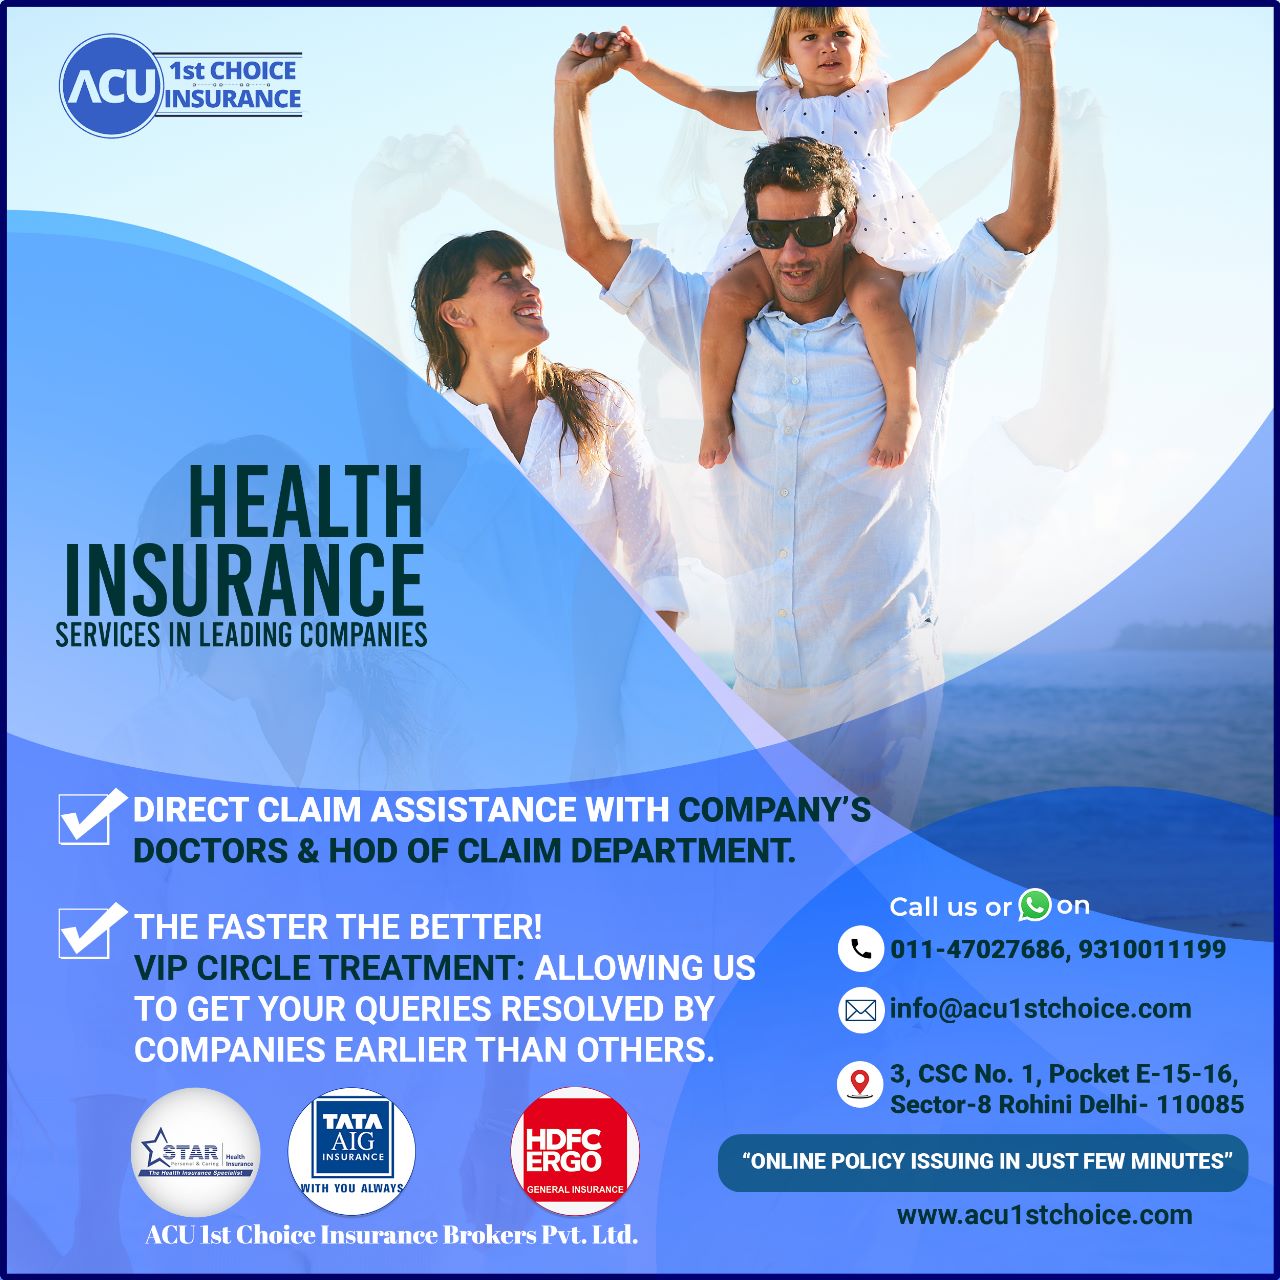 ACU
1st CHOICE
INSURANCE
HEALTH
INSURANCE
SERVICES IN LEADING COMPANIES
DIRECT CLAIM ASSISTANCE WITH COMPANY'S
DOCTORS & HOD OF CLAIM DEPARTMENT.
THE FASTER THE BETTER!
VIP CIRCLE TREATMENT: ALLOWING US
TO GET YOUR QUERIES RESOLVED BY
COMPANIES EARLIER THAN OTHERS.
STAR
Health
Insurance
Personal & Caring
The Health Insurance Specialist
TATA
AIG
INSURANCE
WITH YOU ALWAYS
HDFC
ERGO
GENERAL INSURANCE
ACU 1st Choice Insurance Brokers Pvt. Ltd.
Call us or on
011-47027686, 9310011199
info@acu1stchoice.com
3, CSC No. 1, Pocket E-15-16,
Sector-8 Rohini Delhi- 110085
“ONLINE POLICY ISSUING IN JUST FEW MINUTES”
www.acu1stchoice.com